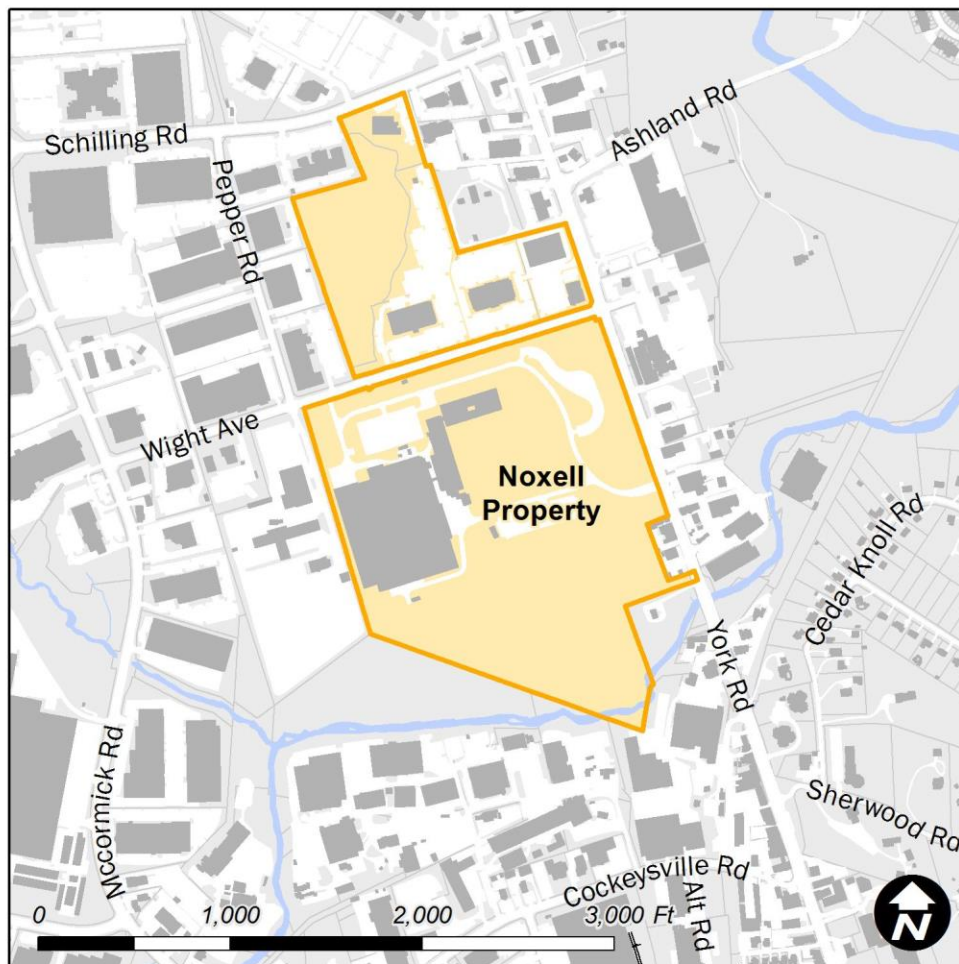 Schilling Rd
Ashland Rd
Pepper Rd
Wight Ave
Noxell
Property
Cedar Knoll Rd
York Rd
Mccormick Rd
Sherwood Rd
Cockeysville Rd
Alt Rd
0 1,000 2,000 3,000 Ft
N